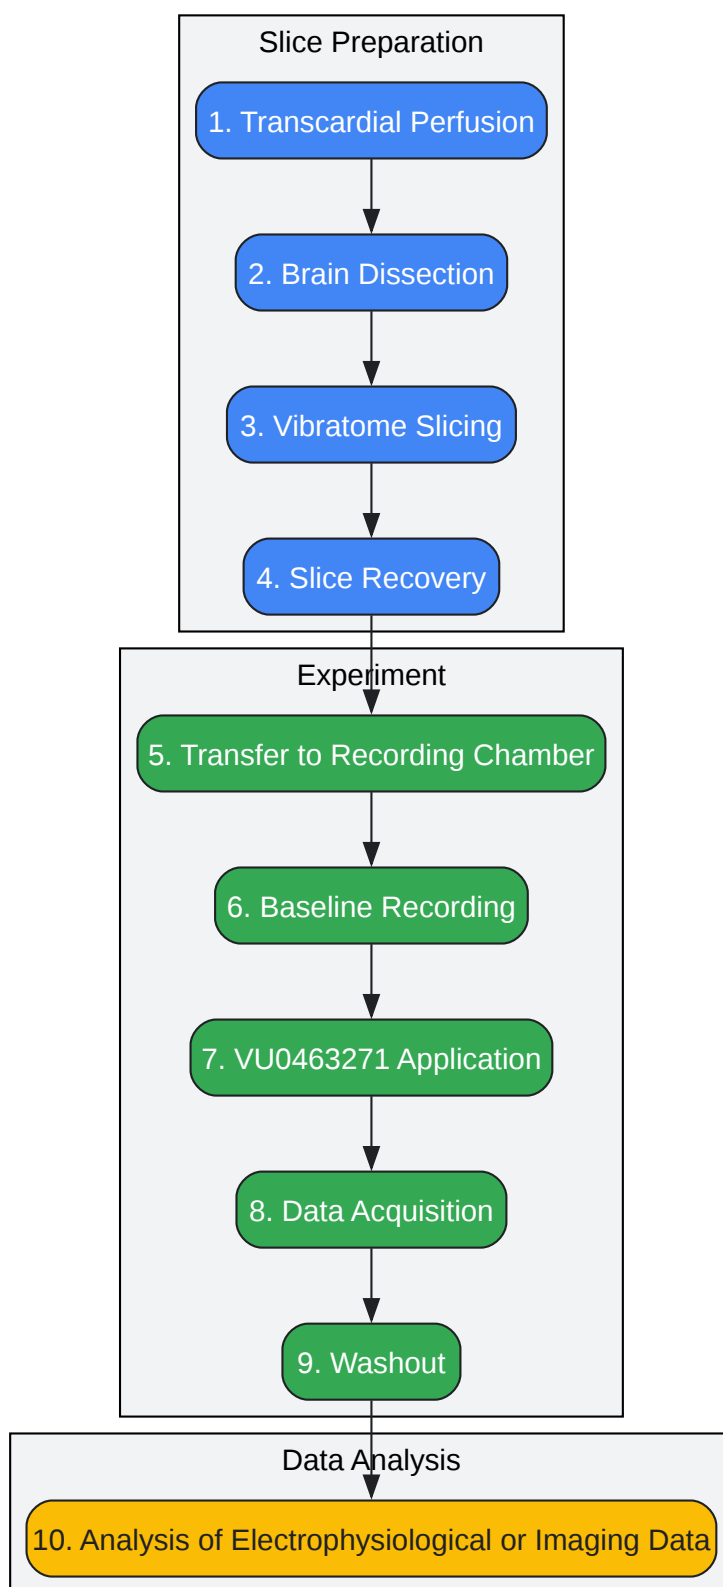 Slice Preparation
1. Transcardial Perfusion
2. Brain Dissection
3. Vibratome Slicing
4. Slice Recovery
Experiment
5. Transfer to Recording Chamber
6. Baseline Recording
7. VU0463271 Application
8. Data Acquisition
9. Washout
Data Analysis
10. Analysis of Electrophysiological or Imaging Data